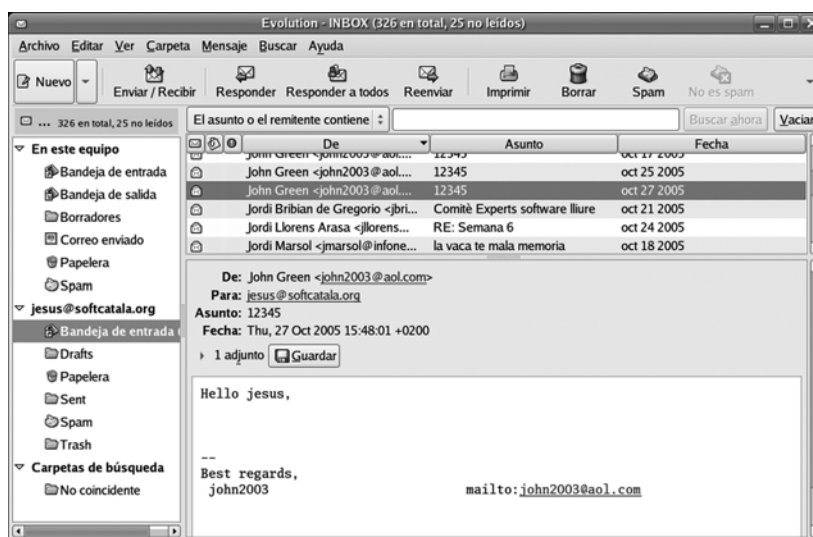 Evolution - INBOX (326 en total, 25 no leídos)
Archivo Editar Ver Carpeta Mensaje Buscar Ayuda
Nuevo Enviar / Recibir Responder Responder a todos Reenviar Imprimir Borrar Spam No es spam
... 326 en total, 25 no leídos El asunto o el remitente contiene Buscar ahora Vaciar
De Asunto Fecha
John Green <john2003@aol.... 12345 oct 17 2005
John Green <john2003@aol.... 12345 oct 25 2005
John Green <john2003@aol.... 12345 oct 27 2005
Jordi Bribian de Gregorio <jbri... Comitè Experts software lliure oct 21 2005
Jordi Llorens Arasa <jllorens... RE: Semana 6 oct 24 2005
Jordi Marsol <jmarsol@infone... la vaca te mala memoria oct 18 2005
En este equipo
Bandeja de entrada
Bandeja de salida
Borradores
Correo enviado
Papelera
Spam
jesus@softcatala.org
Bandeja de entrada
Drafts
Papelera
Sent
Spam
Trash
Carpetas de búsqueda
No coincidente
De: John Green <john2003@aol.com>
Para: jesus@softcatala.org
Asunto: 12345
Fecha: Thu, 27 Oct 2005 15:48:01 +0200
1 adjunto Guardar
Hello jesus,
--
Best regards,
john2003 mailto:john2003@aol.com